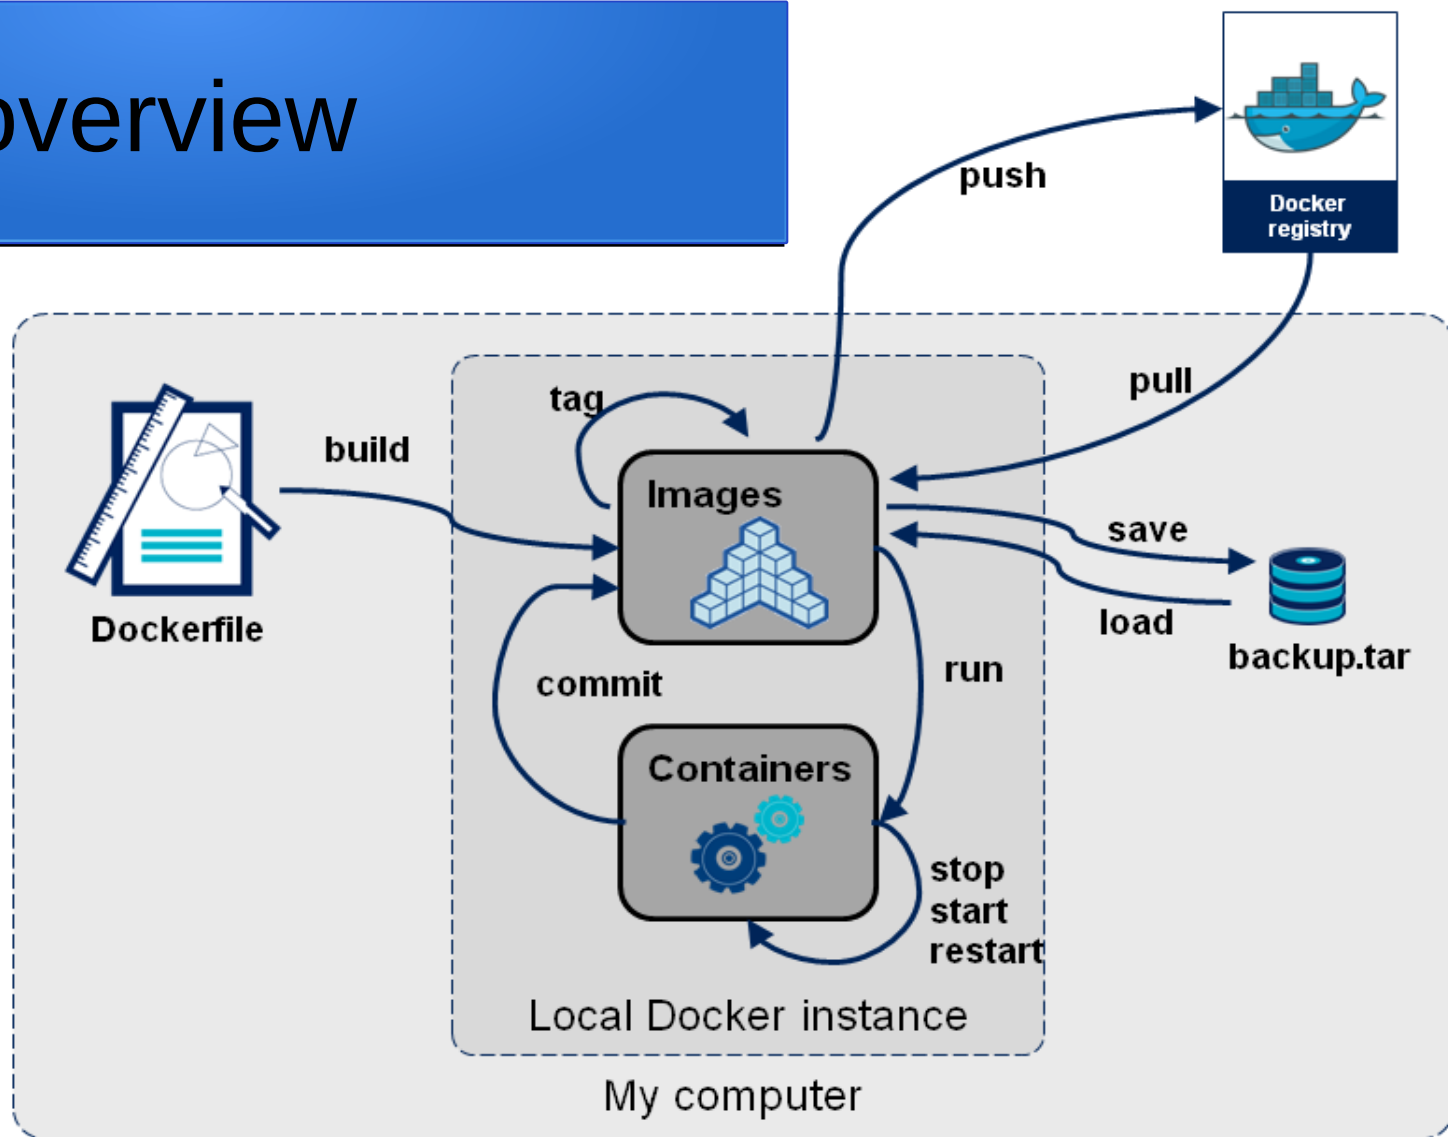 overview
push
Docker
registry
pull
tag
build
Images
save
Dockerfile
load
backup.tar
commit
run
Containers
stop
start
restart
Local Docker instance
My computer